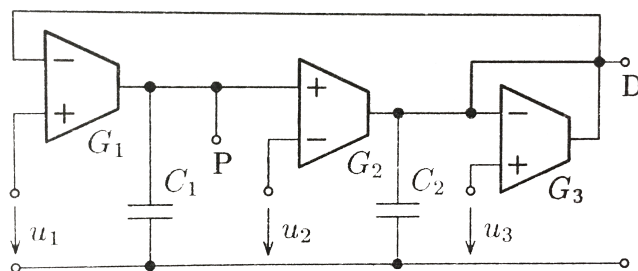 −
+
G₁
P
C₁
u₁
+
−
G₂
C₂
u₂
−
+
G₃
u₃
D